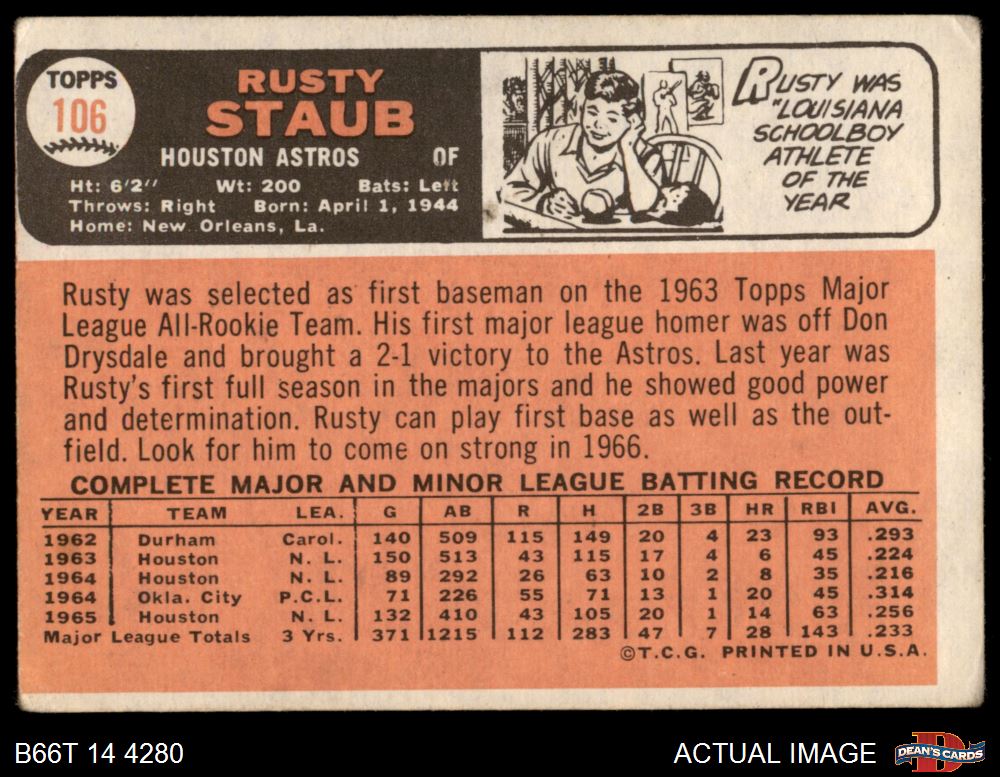 TOPPS
106
RUSTY
STAUB
HOUSTON ASTROS OF
Ht: 6'2" Wt: 200 Bats: Left
Throws: Right Born: April 1, 1944
Home: New Orleans, La.
RUSTY WAS
"LOUISIANA
SCHOOLBOY
ATHLETE
OF THE
YEAR
Rusty was selected as first baseman on the 1963 Topps Major
League All-Rookie Team. His first major league homer was off Don
Drysdale and brought a 2-1 victory to the Astros. Last year was
Rusty's first full season in the majors and he showed good power
and determination. Rusty can play first base as well as the out-
field. Look for him to come on strong in 1966.
COMPLETE MAJOR AND MINOR LEAGUE BATTING RECORD
YEAR TEAM LEA. G AB R H 2B 3B HR RBI AVG.
1962 Durham Carol. 140 509 115 149 20 4 23 93 .293
1963 Houston N. L. 150 513 43 115 17 4 6 45 .224
1964 Houston N. L. 89 292 26 63 10 2 8 35 .216
1964 Okla. City P.C.L. 71 226 55 71 13 1 20 45 .314
1965 Houston N. L. 132 410 43 105 20 1 14 63 .256
Major League Totals 3 Yrs. 371 1215 112 283 47 7 28 143 .233
©T.C.G. PRINTED IN U.S.A.
B66T 14 4280
ACTUAL IMAGE
D
DEAN'S CARDS